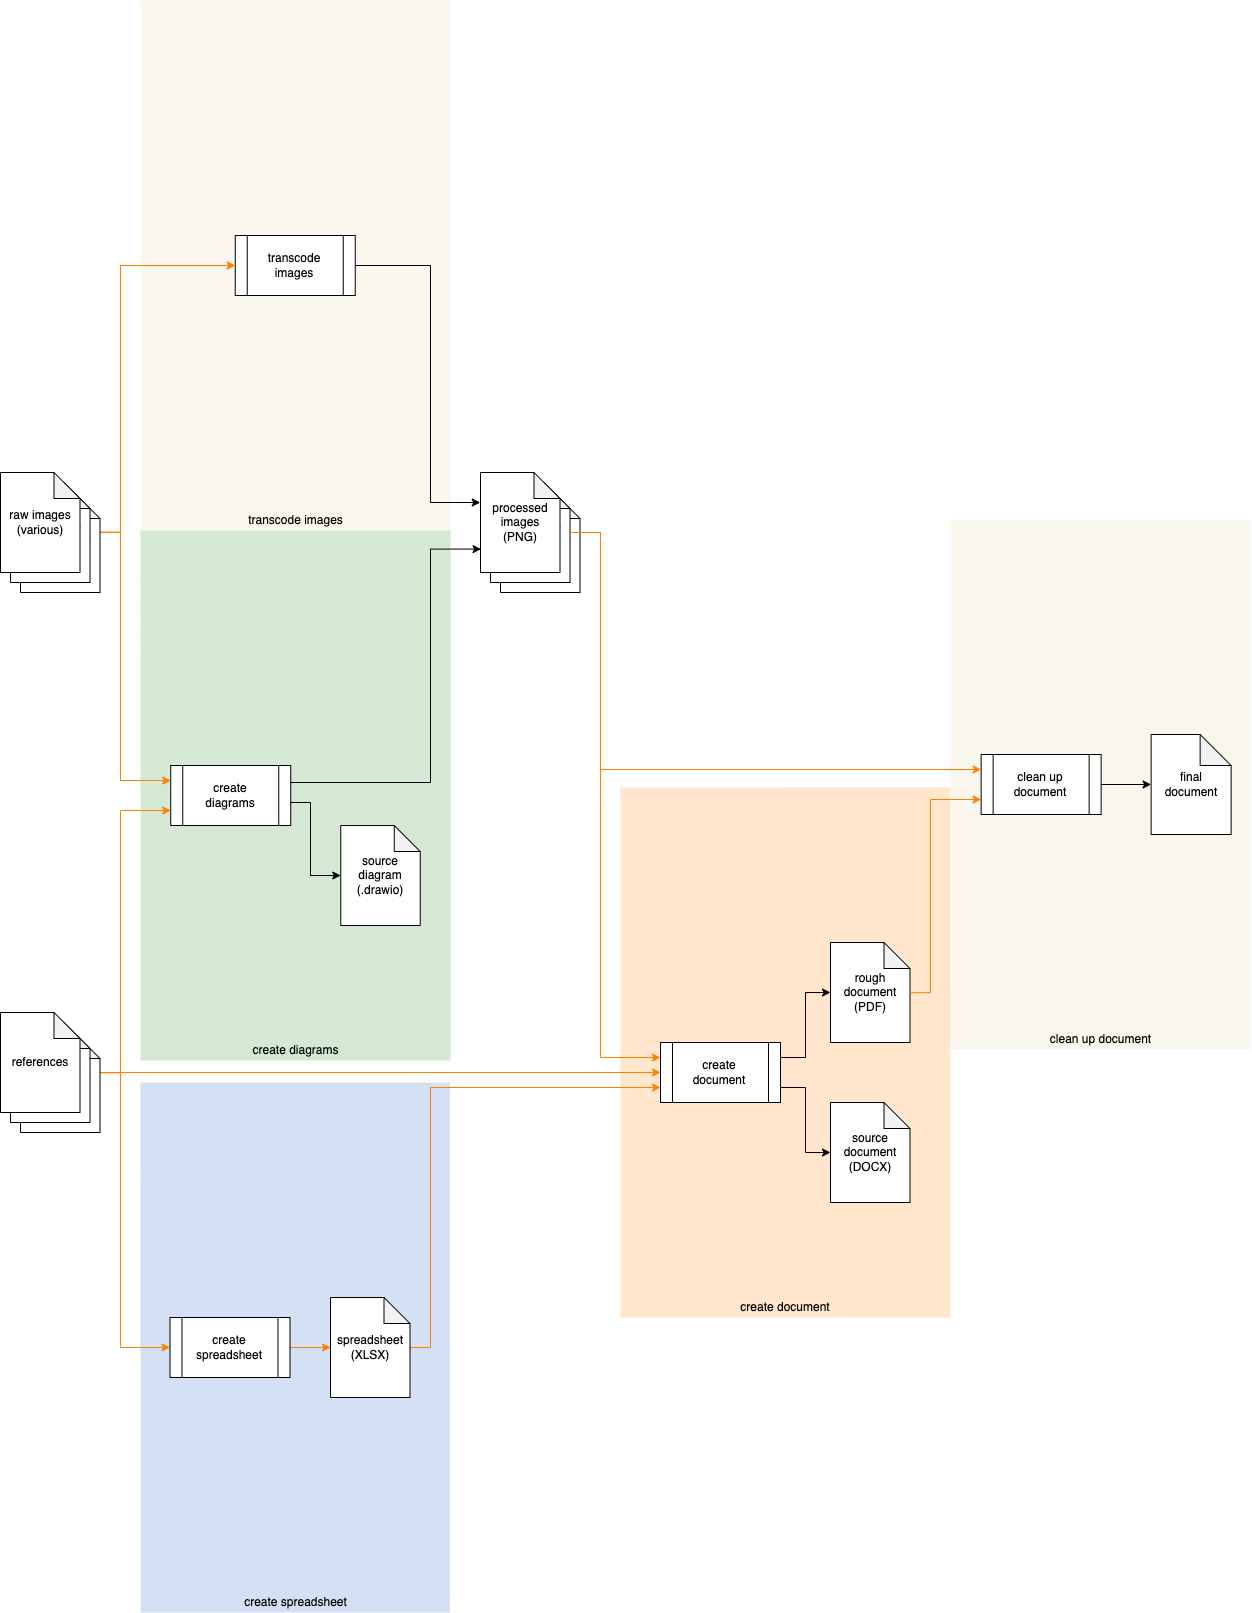 transcode
images
transcode images
raw images
(various)
processed
images
(PNG)
create
diagrams
source
diagram
(.drawio)
create diagrams
clean up
document
final
document
clean up document
references
rough
document
(PDF)
create
document
source
document
(DOCX)
create document
create
spreadsheet
spreadsheet
(XLSX)
create spreadsheet